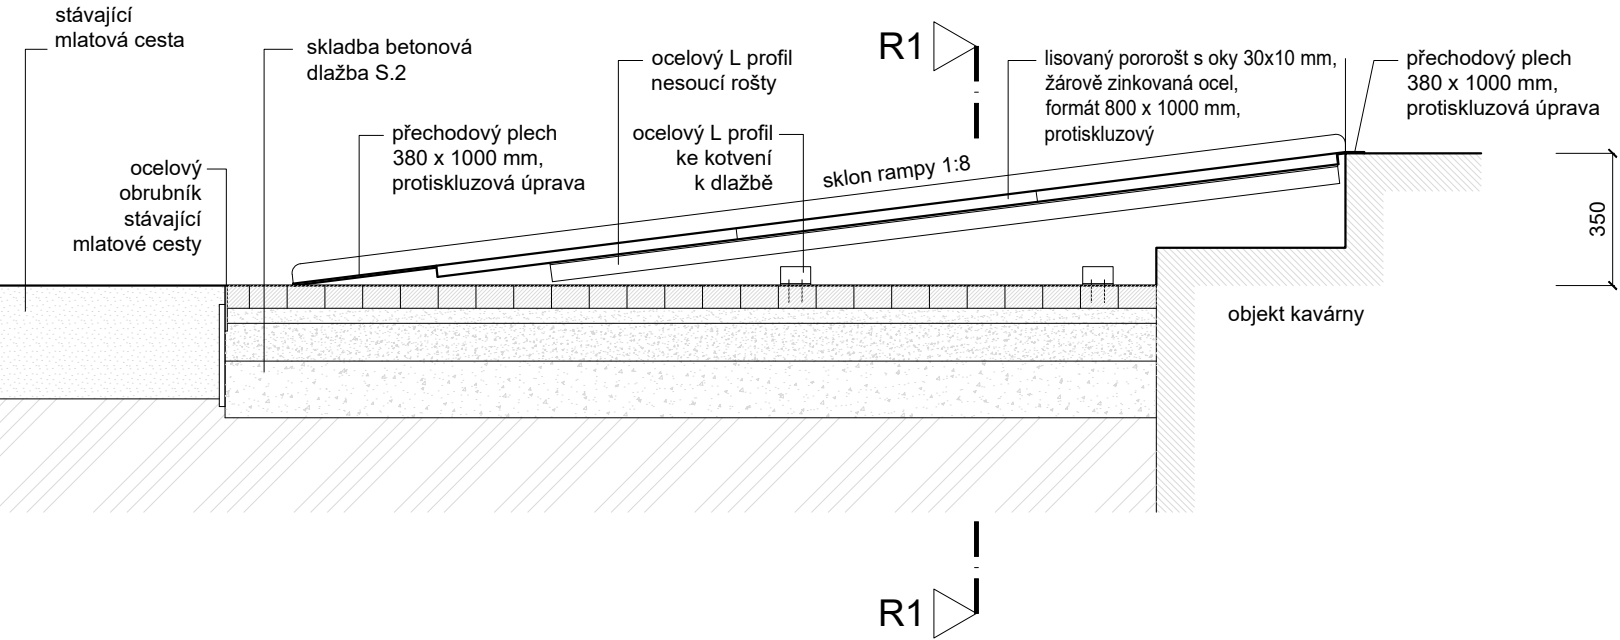 stávající
mlatová cesta
skladba betonová
dlažba S.2
ocelový L profil
nesoucí rošty
R1
lisovaný pororošt s oky 30x10 mm,
žárově zinkovaná ocel,
formát 800 x 1000 mm,
protiskluzový
přechodový plech
380 x 1000 mm,
protiskluzová úprava
přechodový plech
380 x 1000 mm,
protiskluzová úprava
ocelový L profil
ke kotvení
k dlažbě
sklon rampy 1:8
ocelový
obrubník
stávající
mlatové cesty
350
objekt kavárny
R1